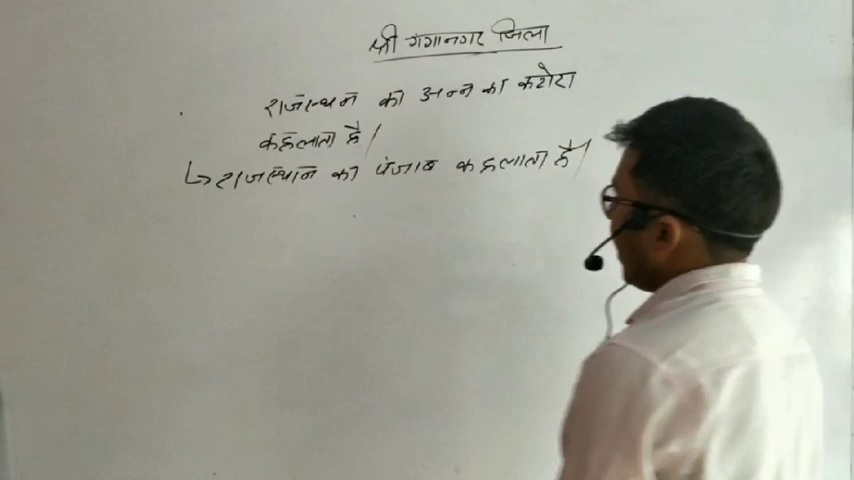 श्री गंगानगर जिला
राजस्थान का अन्न का कटोरा
कहलाता है।
↳ राजस्थान का पंजाब कहलाता है।